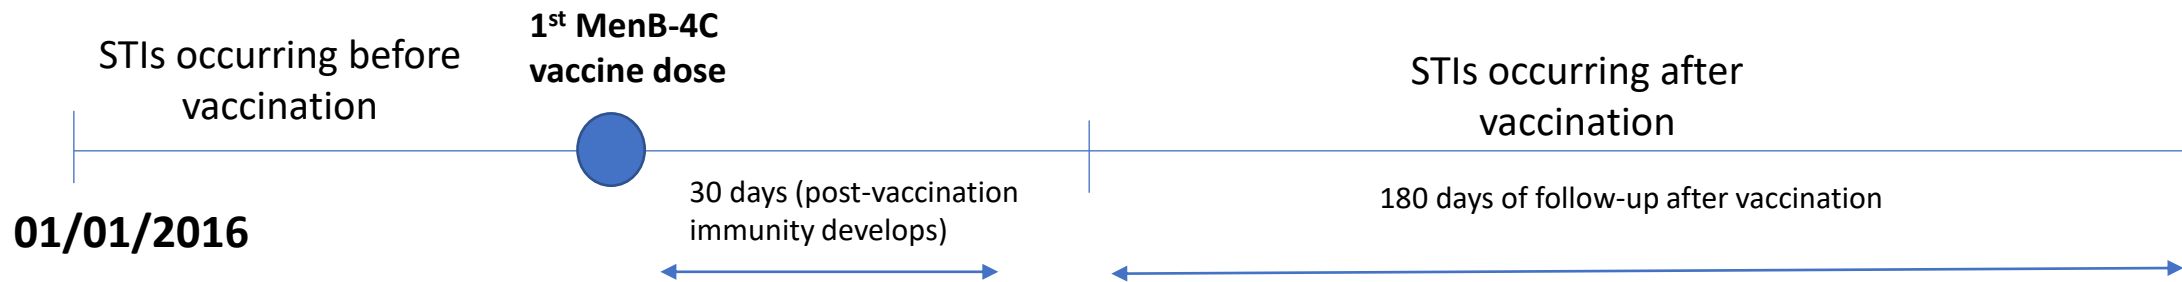 STIs occurring before
vaccination
1st MenB-4C
vaccine dose
STIs occurring after
vaccination
01/01/2016
30 days (post-vaccination
immunity develops)
180 days of follow-up after vaccination